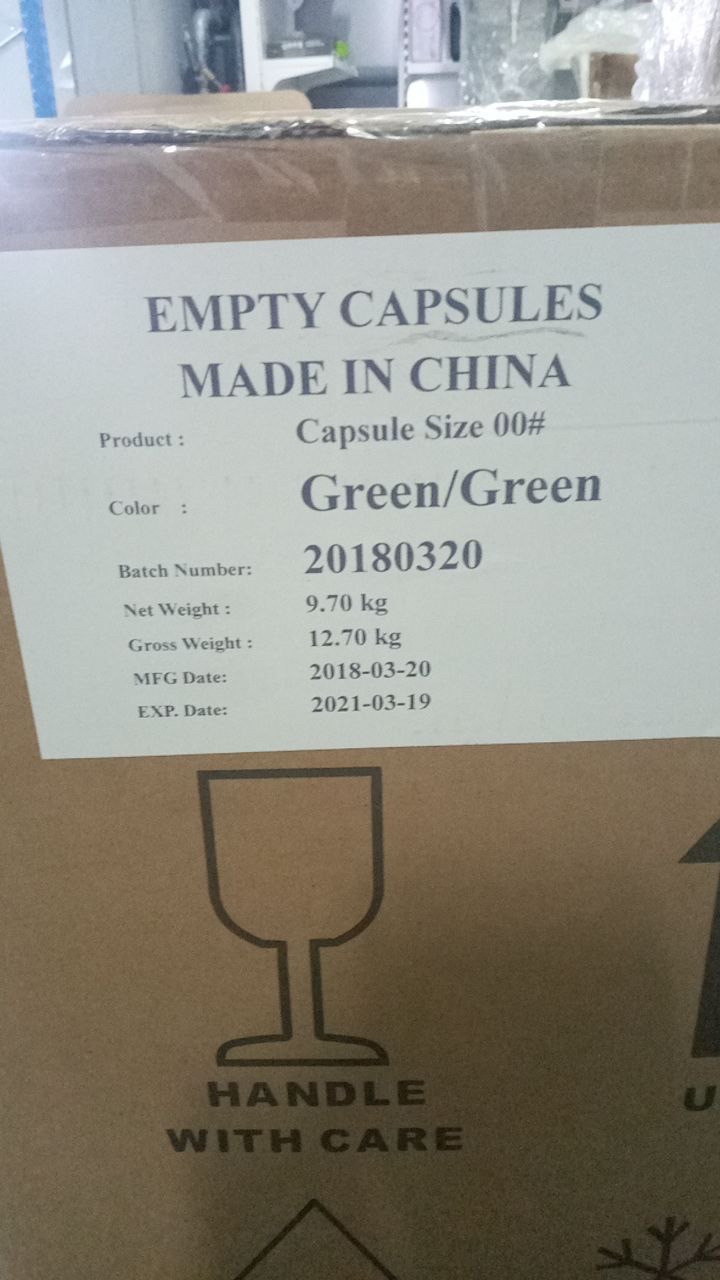 EMPTY CAPSULES
MADE IN CHINA
Product : Capsule Size 00#
Color : Green/Green
Batch Number: 20180320
Net Weight : 9.70 kg
Gross Weight : 12.70 kg
MFG Date: 2018-03-20
EXP. Date: 2021-03-19
HANDLE
WITH CARE
U